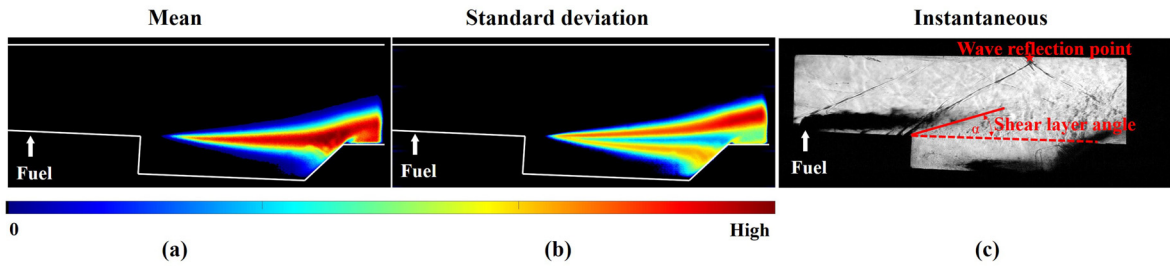 Mean
Standard deviation
Instantaneous
Wave reflection point
Shear layer angle
α
Fuel
Fuel
Fuel
0
High
(a)
(b)
(c)